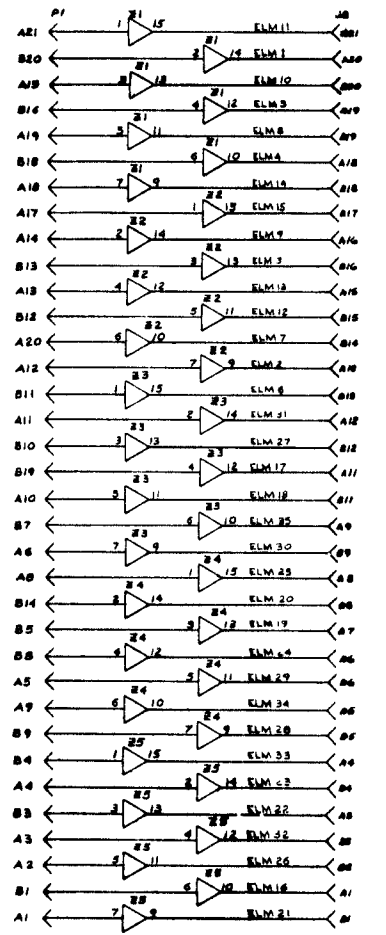 P1 J2
A21 1 Z1 15 ELM 11
B20 2 Z1 14 ELM 1 A20
A15 3 Z1 13 ELM 10
B16 4 Z1 12 ELM 5 A19
A19 5 Z1 11 ELM 8 B19
B18 6 Z1 10 ELM 4 A18
A18 7 Z1 9 ELM 14 B18
A17 1 Z2 15 ELM 15 B17
A14 2 Z2 14 ELM 9 A16
B13 3 Z2 13 ELM 3 B16
A13 4 Z2 12 ELM 13 A15
B12 5 Z2 11 ELM 12 B15
A20 6 Z2 10 ELM 7 B14
A12 7 Z2 9 ELM 2
B11 1 Z3 15 ELM 6 B13
A11 2 Z3 14 ELM 31 A12
B10 3 Z3 13 ELM 27 B12
B19 4 Z3 12 ELM 17 A11
A10 5 Z3 11 ELM 18 B11
B7 6 Z3 10 ELM 35 A9
A6 7 Z3 9 ELM 30 B9
A8 1 Z4 15 ELM 25 A8
B14 2 Z4 14 ELM 20 B8
B5 3 Z4 13 ELM 19 A7
B8 4 Z4 12 ELM 24 A6
A5 5 Z4 11 ELM 29 B6
A9 6 Z4 10 ELM 34 A5
B9 7 Z4 9 ELM 28 B5
B4 1 Z5 15 ELM 33 A4
A4 2 Z5 14 ELM 23 B4
B3 3 Z5 13 ELM 22 A3
A3 4 Z5 12 ELM 32 B3
A2 5 Z5 11 ELM 26 B2
B1 6 Z5 10 ELM 16 A1
A1 7 Z5 9 ELM 21 B1